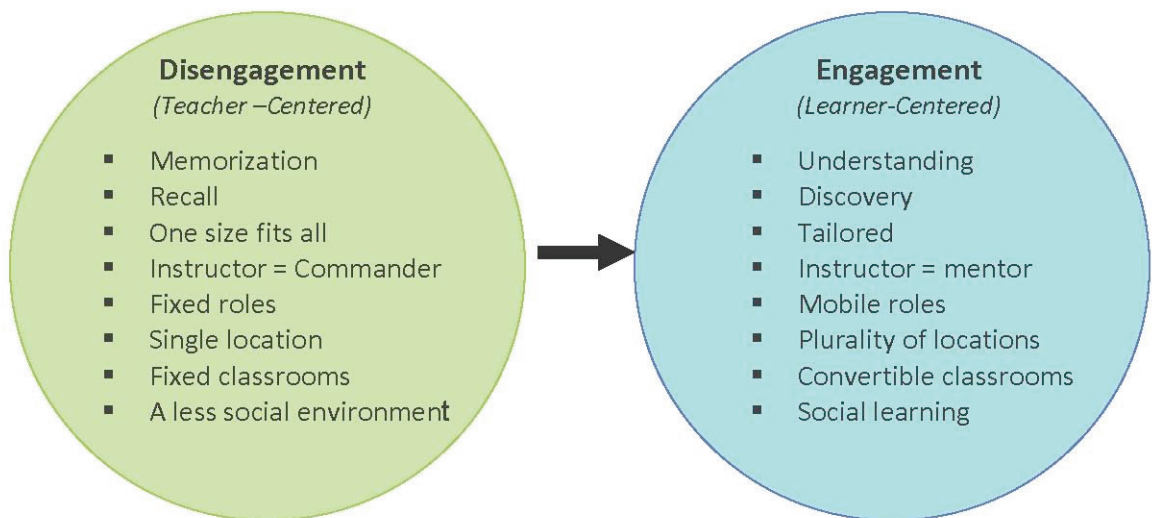 Disengagement
(Teacher –Centered)
▪ Memorization
▪ Recall
▪ One size fits all
▪ Instructor = Commander
▪ Fixed roles
▪ Single location
▪ Fixed classrooms
▪ A less social environment
Engagement
(Learner-Centered)
▪ Understanding
▪ Discovery
▪ Tailored
▪ Instructor = mentor
▪ Mobile roles
▪ Plurality of locations
▪ Convertible classrooms
▪ Social learning